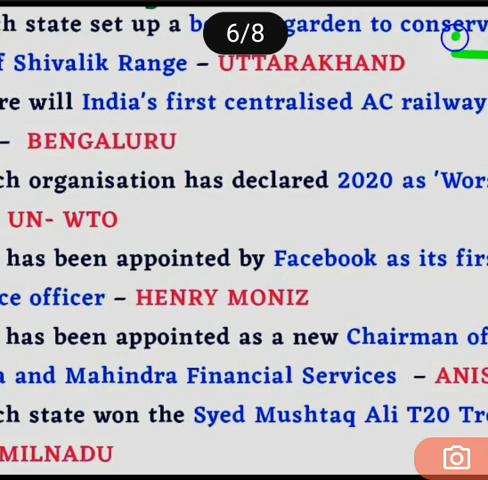 h state set up a b garden to conserv
6/8
f Shivalik Range – UTTARAKHAND
re will India's first centralised AC railway
– BENGALURU
ch organisation has declared 2020 as 'Wor
UN- WTO
has been appointed by Facebook as its fir
ce officer – HENRY MONIZ
has been appointed as a new Chairman of
a and Mahindra Financial Services – ANIS
ch state won the Syed Mushtaq Ali T20 Tr
MILNADU